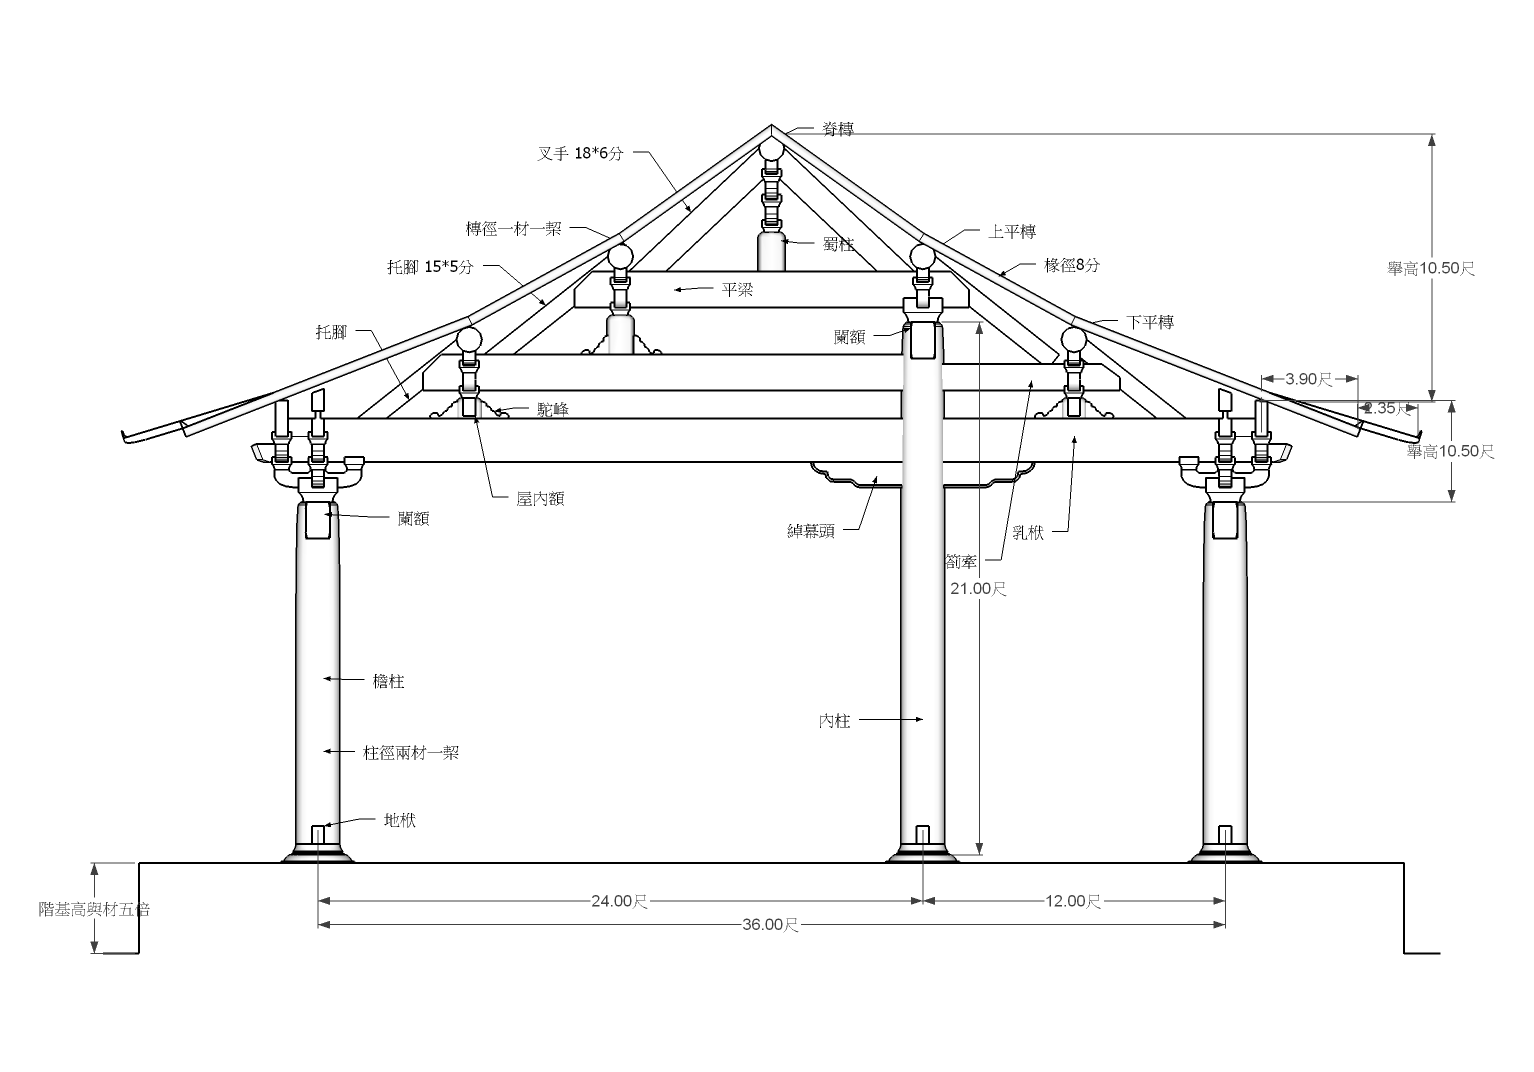 脊槫
叉手 18*6分
槫徑一材一栔
蜀柱
上平槫
托腳 15*5分
椽徑8分
舉高10.50尺
平梁
托腳
闌額
下平槫
3.90尺
2.35尺
駝峰
舉高10.50尺
屋內額
闌額
綽幕頭
乳栿
劄牽
21.00尺
檐柱
內柱
柱徑兩材一栔
地栿
24.00尺
12.00尺
階基高與材五倍
36.00尺